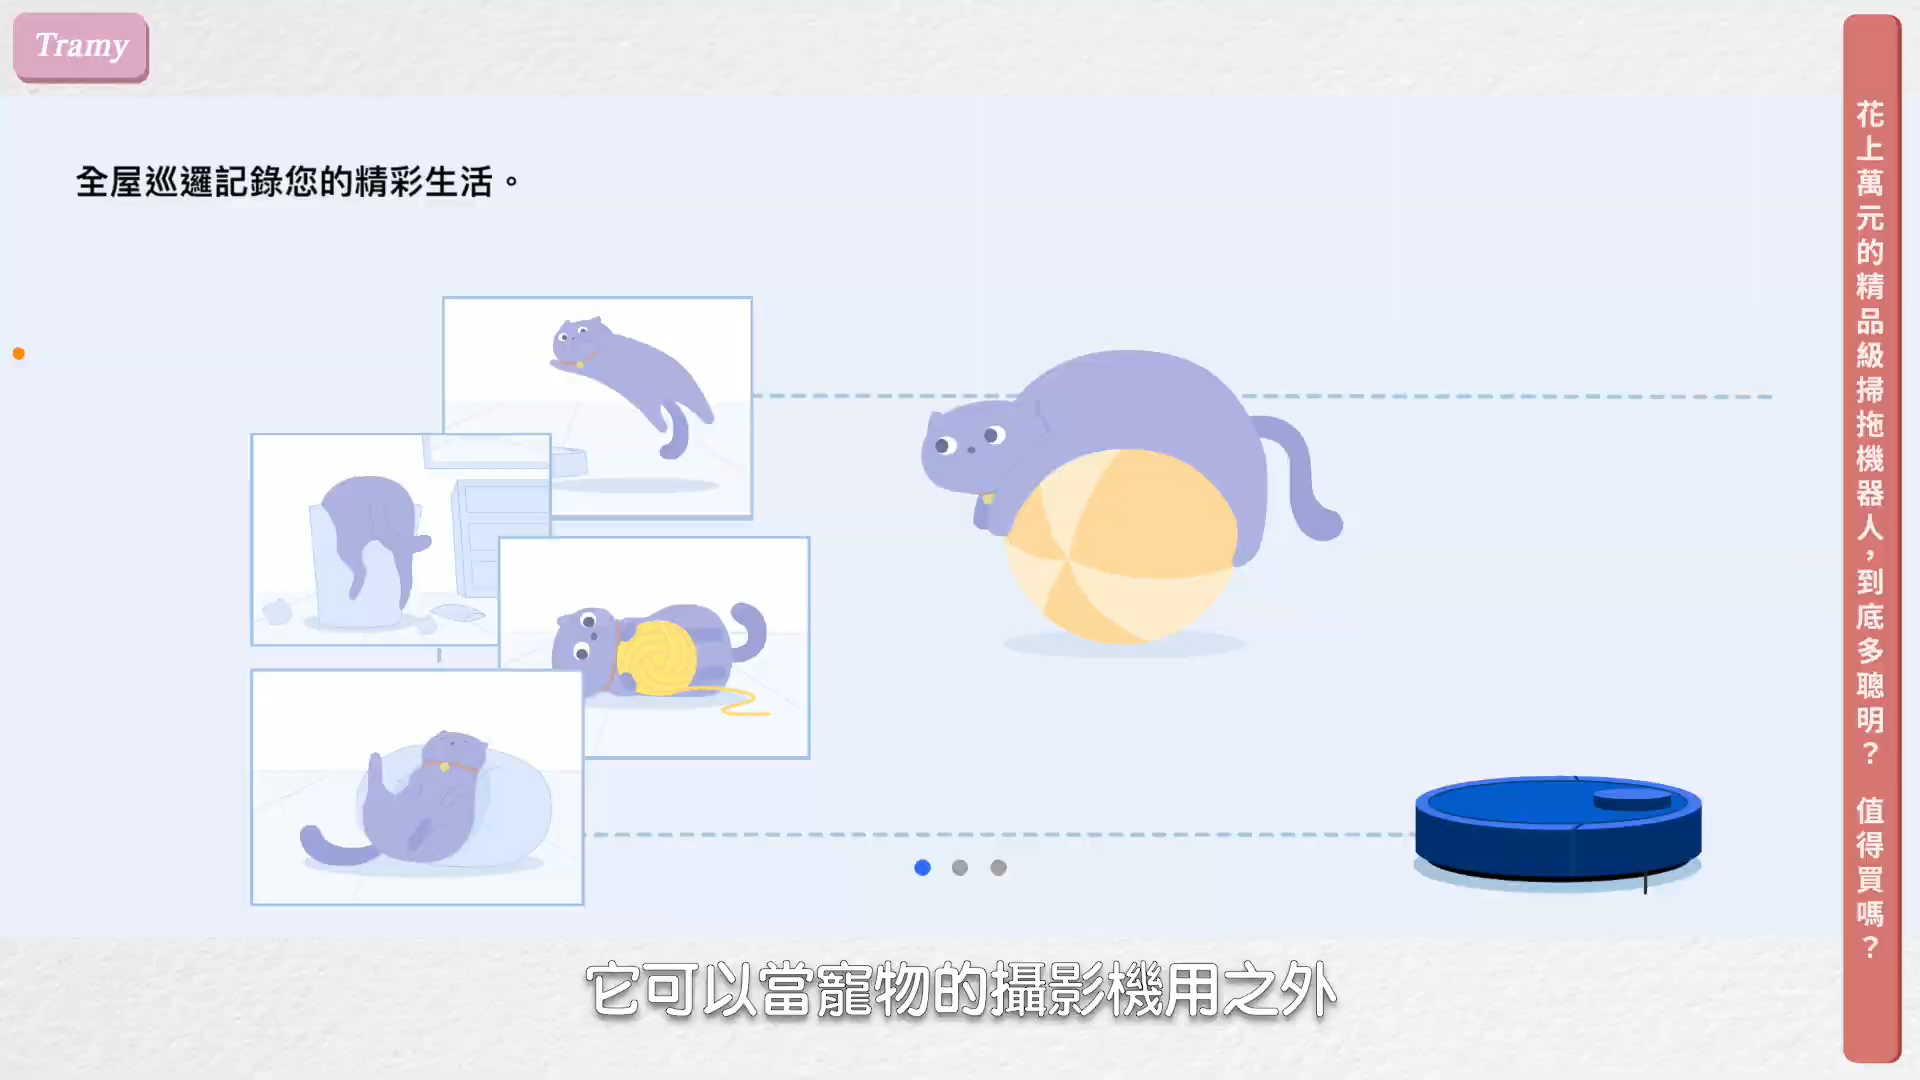 Tramy
全屋巡邏記錄您的精彩生活。
花上萬元的精品級掃拖機器人，到底多聰明？ 值得買嗎？
它可以當寵物的攝影機用之外